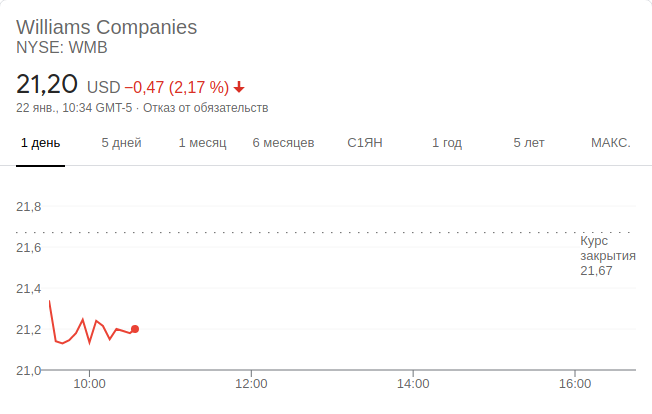 Williams Companies
NYSE: WMB
21,20 USD −0,47 (2,17 %)
22 янв., 10:34 GMT-5 · Отказ от обязательств
1 день 5 дней 1 месяц 6 месяцев С1ЯН 1 год 5 лет МАКС.
21,8
Курс
закрытия
21,67
21,6
21,4
21,2
21,0
10:00 12:00 14:00 16:00